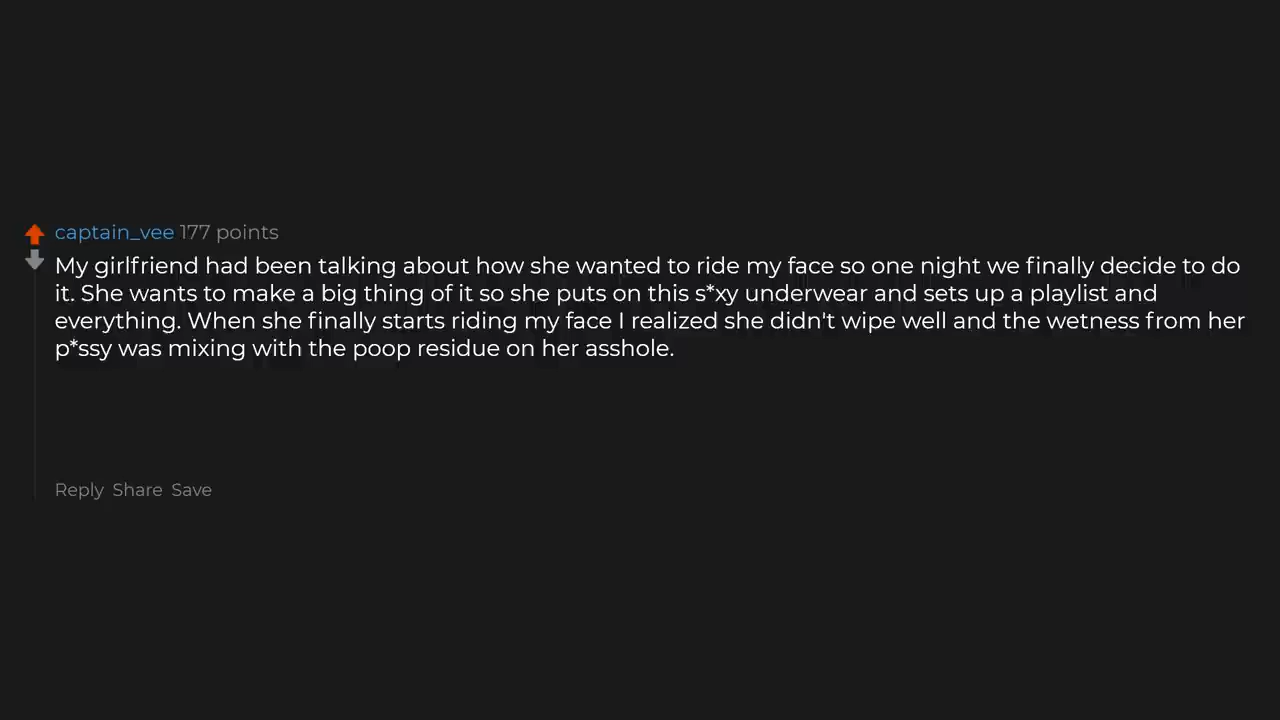 captain_vee 177 points
My girlfriend had been talking about how she wanted to ride my face so one night we finally decide to do
it. She wants to make a big thing of it so she puts on this s*xy underwear and sets up a playlist and
everything. When she finally starts riding my face I realized she didn't wipe well and the wetness from her
p*ssy was mixing with the poop residue on her asshole.
Reply Share Save